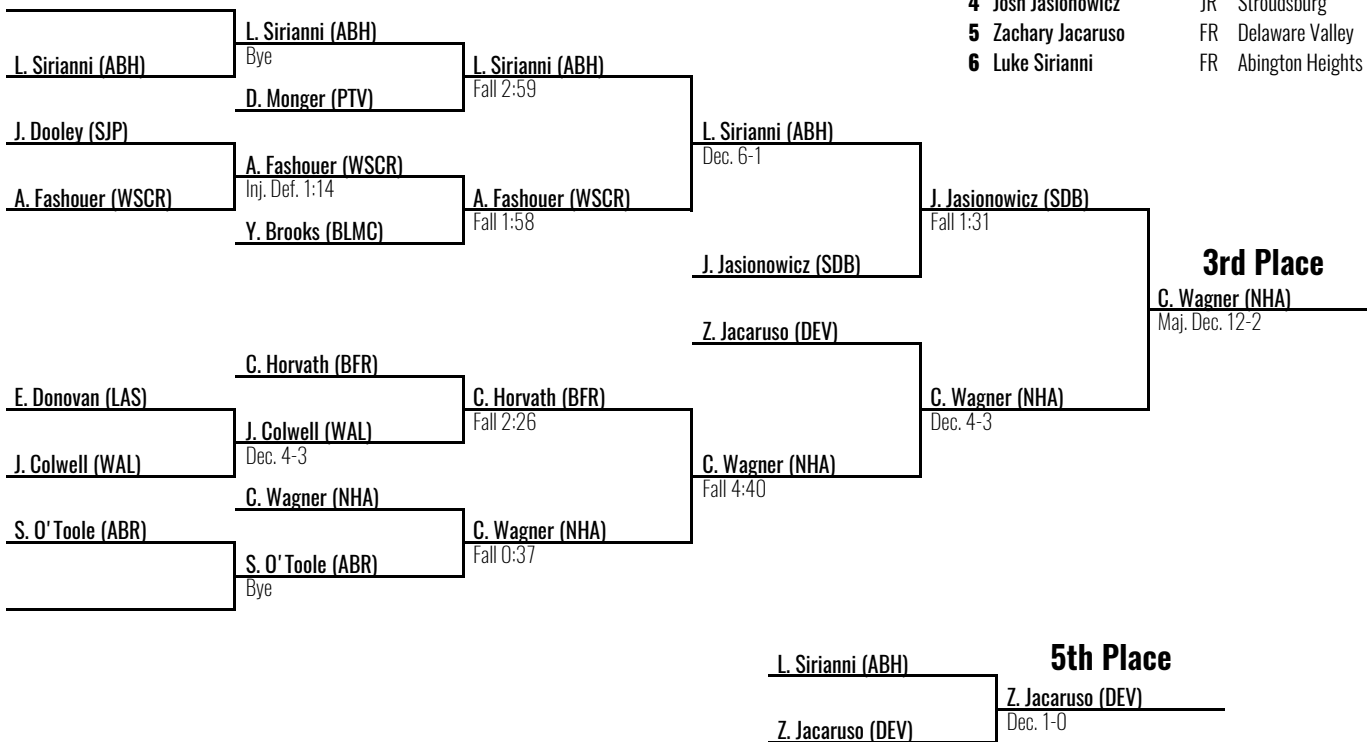 4 Josh Jasionowicz JR Stroudsburg
5 Zachary Jacaruso FR Delaware Valley
6 Luke Sirianni FR Abington Heights
L. Sirianni (ABH)
L. Sirianni (ABH)
Bye
D. Monger (PTV)
L. Sirianni (ABH)
Fall 2:59
J. Dooley (SJP)
A. Fashouer (WSCR)
A. Fashouer (WSCR)
Inj. Def. 1:14
Y. Brooks (BLMC)
A. Fashouer (WSCR)
Fall 1:58
L. Sirianni (ABH)
Dec. 6-1
J. Jasionowicz (SDB)
J. Jasionowicz (SDB)
Fall 1:31
3rd Place
C. Wagner (NHA)
Maj. Dec. 12-2
Z. Jacaruso (DEV)
C. Horvath (BFR)
E. Donovan (LAS)
J. Colwell (WAL)
J. Colwell (WAL)
Dec. 4-3
C. Horvath (BFR)
Fall 2:26
C. Wagner (NHA)
Dec. 4-3
C. Wagner (NHA)
Fall 4:40
C. Wagner (NHA)
S. O'Toole (ABR)
S. O'Toole (ABR)
Bye
C. Wagner (NHA)
Fall 0:37
5th Place
L. Sirianni (ABH)
Z. Jacaruso (DEV)
Z. Jacaruso (DEV)
Dec. 1-0